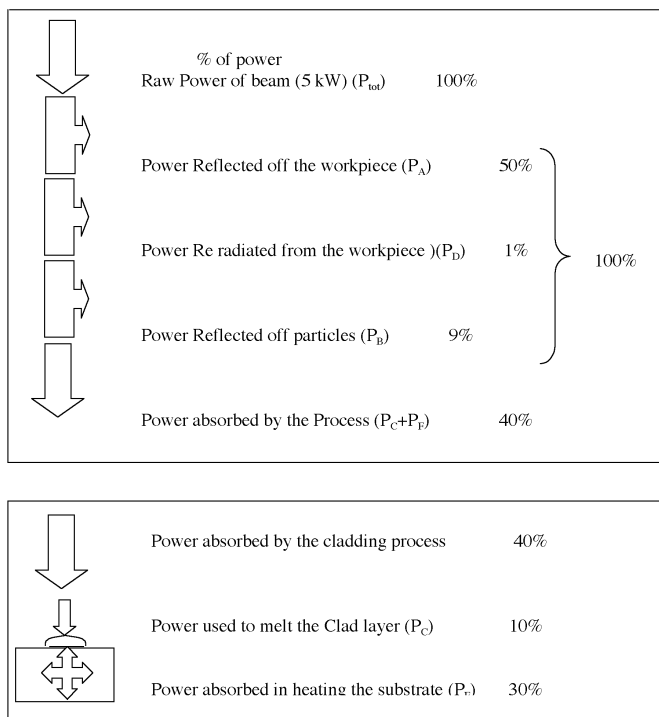 % of power
Raw Power of beam (5 kW) (Ptot) 100%
Power Reflected off the workpiece (PA) 50%
Power Re radiated from the workpiece )(PD) 1%
100%
Power Reflected off particles (PB) 9%
Power absorbed by the Process (PC+PF) 40%
Power absorbed by the cladding process 40%
Power used to melt the Clad layer (PC) 10%
Power absorbed in heating the substrate (PF) 30%